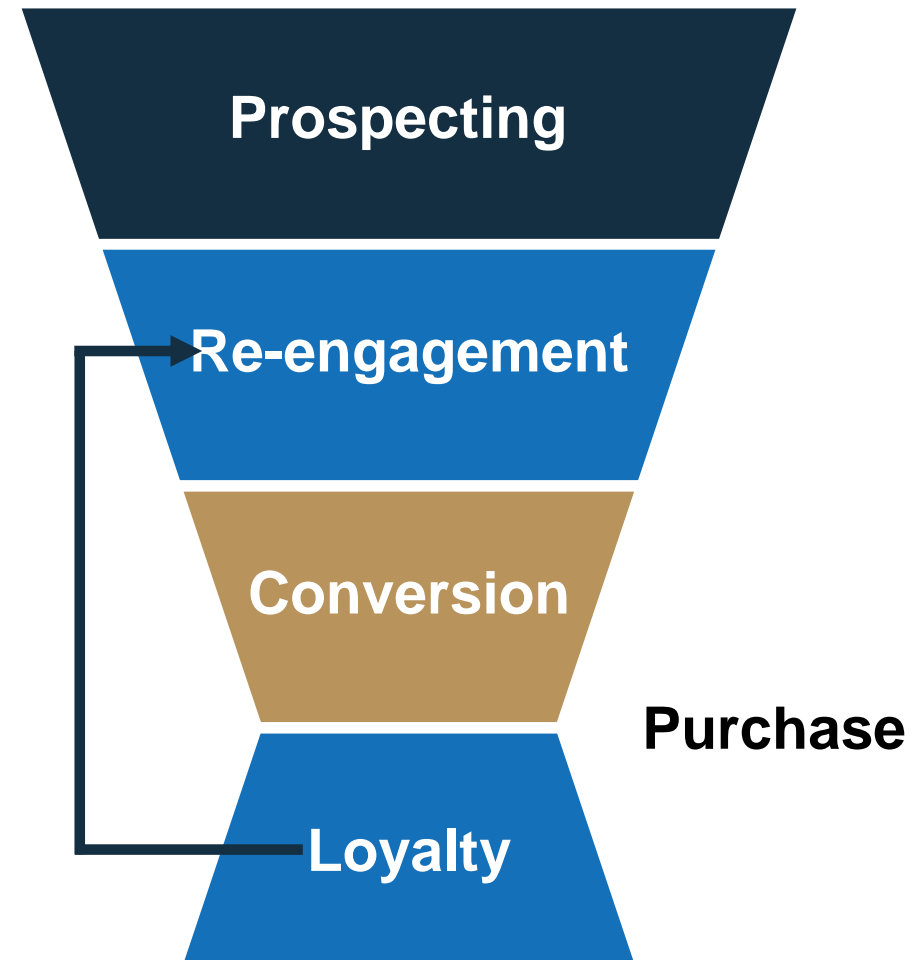 Prospecting
Re-engagement
Conversion
Purchase
Loyalty